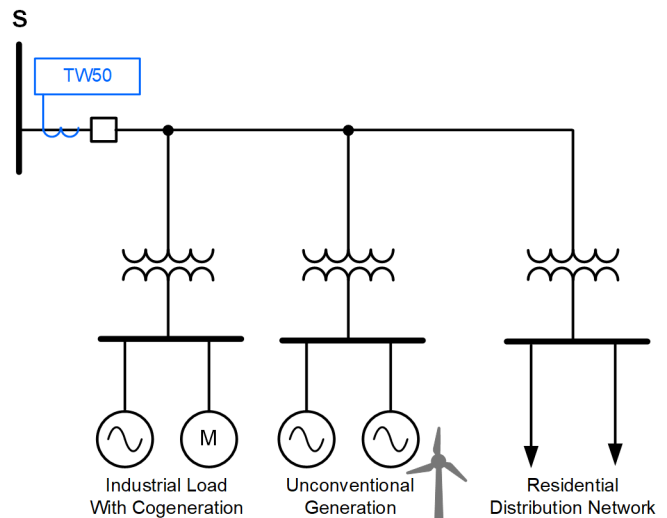 S
TW50
M
Industrial Load
With Cogeneration
Unconventional
Generation
Residential
Distribution Network